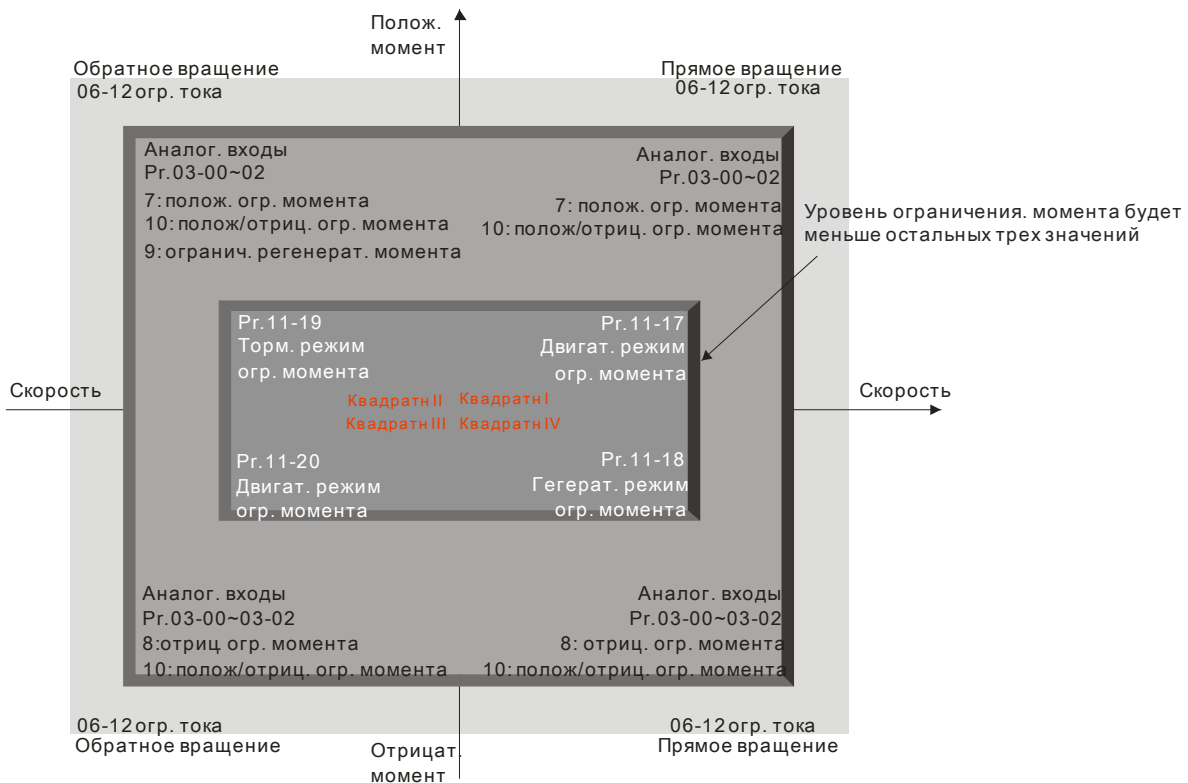 Полож.
момент
Обратное вращение
06-12 огр. тока
Прямое вращение
06-12 огр. тока
Аналог. входы
Pr.03-00~02
7: полож. огр. момента
10: полож/отриц. огр. момента
9: огранич. регенерат. момента
Аналог. входы
Pr.03-00~02
7: полож. огр. момента
10: полож/отриц. огр. момента
Уровень ограничения. момента будет
меньше остальных трех значений
Pr.11-19
Торм. режим
огр. момента
Pr.11-17
Двигат. режим
огр. момента
Скорость
Скорость
Квадратн II
Квадратн I
Квадратн III
Квадратн IV
Pr.11-20
Двигат. режим
огр. момента
Pr.11-18
Гегерат. режим
огр. момента
Аналог. входы
Pr.03-00~03-02
8:отриц огр. момента
10: полож/отриц. огр. момента
Аналог. входы
Pr.03-00~03-02
8: отриц. огр. момента
10: полож/отриц. огр. момента
06-12 огр. тока
Обратное вращение
06-12 огр. тока
Прямое вращение
Отрицат.
момент